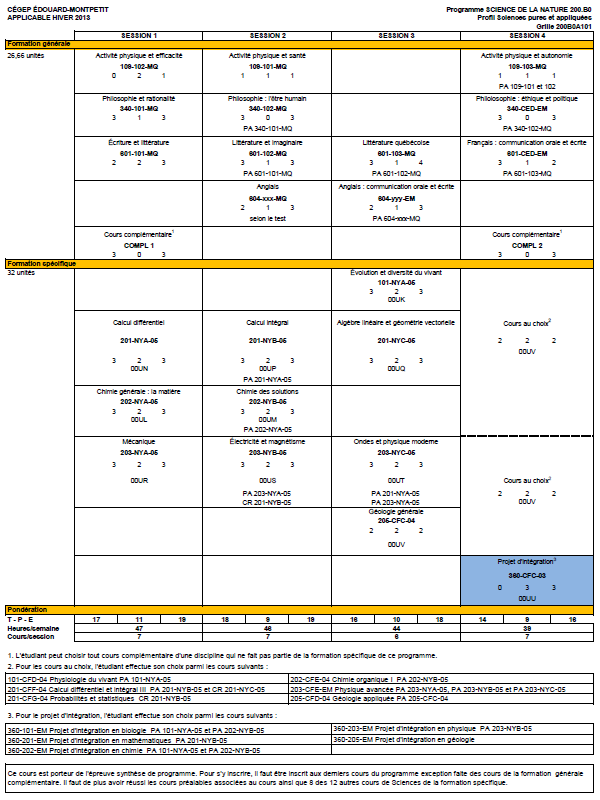 CÉGEP ÉDOUARD-MONTPETIT
APPLICABLE HIVER 2013
Programme SCIENCE DE LA NATURE 200.B0
Profil Sciences pures et appliquées
Grille 200B0A101
SESSION 1 SESSION 2 SESSION 3 SESSION 4
Formation générale
26,66 unités
Activité physique et efficacité Activité physique et santé Activité physique et autonomie
109-102-MQ 109-101-MQ 109-103-MQ
0 2 1 1 1 1 1 1 1
PA 109-101 et 102
Philosophie et rationalité Philosophie : l'être humain Philosophie : éthique et politique
340-101-MQ 340-102-MQ 340-CED-EM
3 1 3 3 0 3 3 0 3
PA 340-101-MQ PA 340-102-MQ
Écriture et littérature Littérature et imaginaire Littérature québécoise Français : communication orale et écrite
601-101-MQ 601-102-MQ 601-103-MQ 601-CED-EM
2 2 3 3 1 3 3 1 4 3 1 2
PA 601-101-MQ PA 601-102-MQ PA 601-103-MQ
Anglais Anglais : communication orale et écrite
604-xxx-MQ 604-yyy-EM
2 1 3 2 1 3
selon le test PA 604-xxx-MQ
Cours complémentaire1 Cours complémentaire1
COMPL 1 COMPL 2
3 0 3 3 0 3
Formation spécifique
32 unités
Évolution et diversité du vivant
101-NYA-05
3 2 3
00UK
Calcul différentiel Calcul intégral Algèbre linéaire et géométrie vectorielle Cours au choix2
201-NYA-05 201-NYB-05 201-NYC-05 2 2 2
3 2 3 3 2 3 3 2 3 00UV
00UN 00UP 00UQ
PA 201-NYA-05
Chimie générale : la matière Chimie des solutions
202-NYA-05 202-NYB-05
3 2 3 3 2 3
00UL 00UM
PA 202-NYA-05
Mécanique Électricité et magnétisme Ondes et physique moderne
203-NYA-05 203-NYB-05 203-NYC-05
3 2 3 3 2 3 3 2 3
00UR 00US 00UT Cours au choix2
PA 203-NYA-05 PA 201-NYA-05 2 2 2
CR 201-NYB-05 PA 203-NYA-05 00UV
Géologie générale
205-CFC-04
2 2 2
00UV
Projet d'intégration3
360-CFC-03
0 3 3
00UU
Pondération
T - P - E 17 11 19 18 9 19 16 10 18 14 9 16
Heures/semaine 47 46 44 39
Cours/session 7 7 6 7
1. L'étudiant peut choisir tout cours complémentaire d'une discipline qui ne fait pas partie de la formation spécifique de ce programme.
2. Pour les cours au choix, l'étudiant effectue son choix parmi les cours suivants :
101-CFD-04 Physiologie du vivant PA 101-NYA-05 202-CFE-04 Chimie organique I PA 202-NYB-05
201-CFF-04 Calcul différentiel et intégral III PA 201-NYB-05 et CR 201-NYC-05 203-CFE-EM Physique avancée PA 203-NYA-05, PA 203-NYB-05 et PA 203-NYC-05
201-CFG-04 Probabilités et statistiques CR 201-NYB-05 205-CFD-04 Géologie appliquée PA 205-CFC-04
3. Pour le projet d'intégration, l'étudiant effectue son choix parmi les cours suivants :
360-101-EM Projet d'intégration en biologie PA 101-NYA-05 et PA 202-NYB-05 360-203-EM Projet d'intégration en physique PA 203-NYB-05
360-201-EM Projet d'intégration en mathématiques PA 201-NYB-05 360-205-EM Projet d'intégration en géologie
360-202-EM Projet d'intégration en chimie PA 101-NYA-05 et PA 202-NYB-05
Ce cours est porteur de l'épreuve synthèse de programme. Pour s'y inscrire, il faut être inscrit aux derniers cours du programme exception faite des cours de la formation générale
complémentaire. Il faut de plus avoir réussi les cours préalables associées au cours ainsi que 8 des 12 autres cours de Sciences de la formation spécifique.